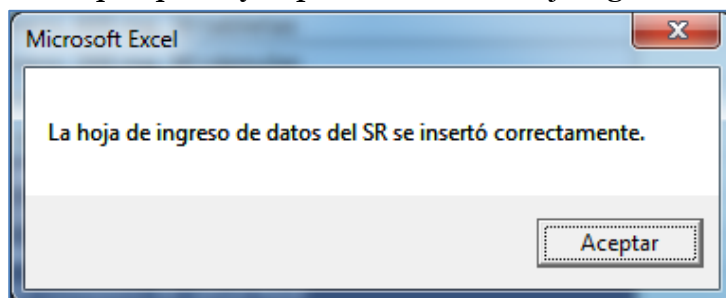 Microsoft Excel
La hoja de ingreso de datos del SR se insertó correctamente.
Aceptar